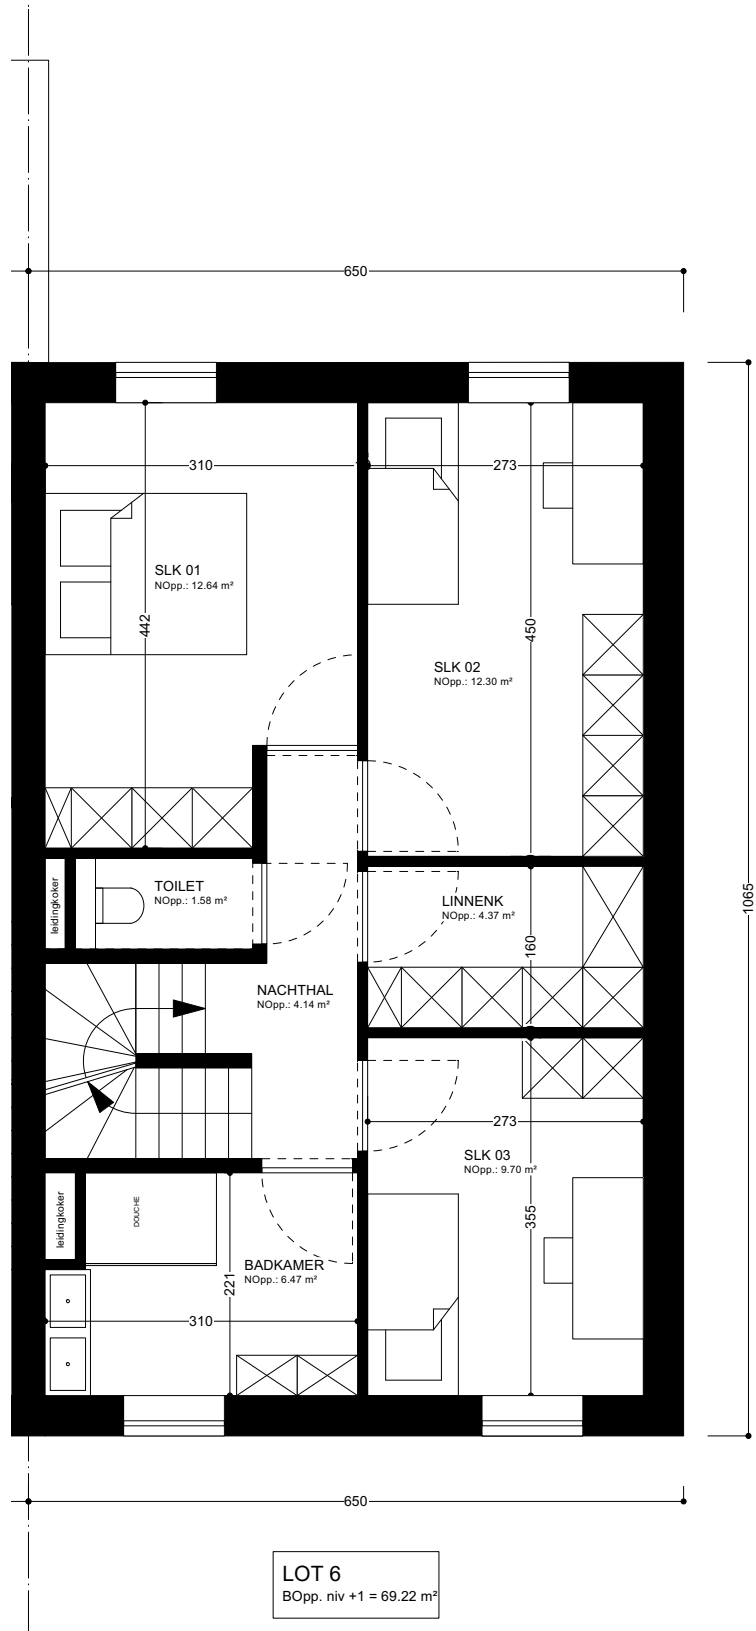 650
310
273
SLK 01
NOpp.: 12.64 m²
442
450
SLK 02
NOpp.: 12.30 m²
leidingkoker
TOILET
NOpp.: 1.58 m²
LINNENK
NOpp.: 4.37 m²
1065
160
NACHTHAL
NOpp.: 4.14 m²
273
SLK 03
NOpp.: 9.70 m²
leidingkoker
DOUCHE
355
BADKAMER
NOpp.: 6.47 m²
221
310
650
LOT 6
BOpp. niv +1 = 69.22 m²